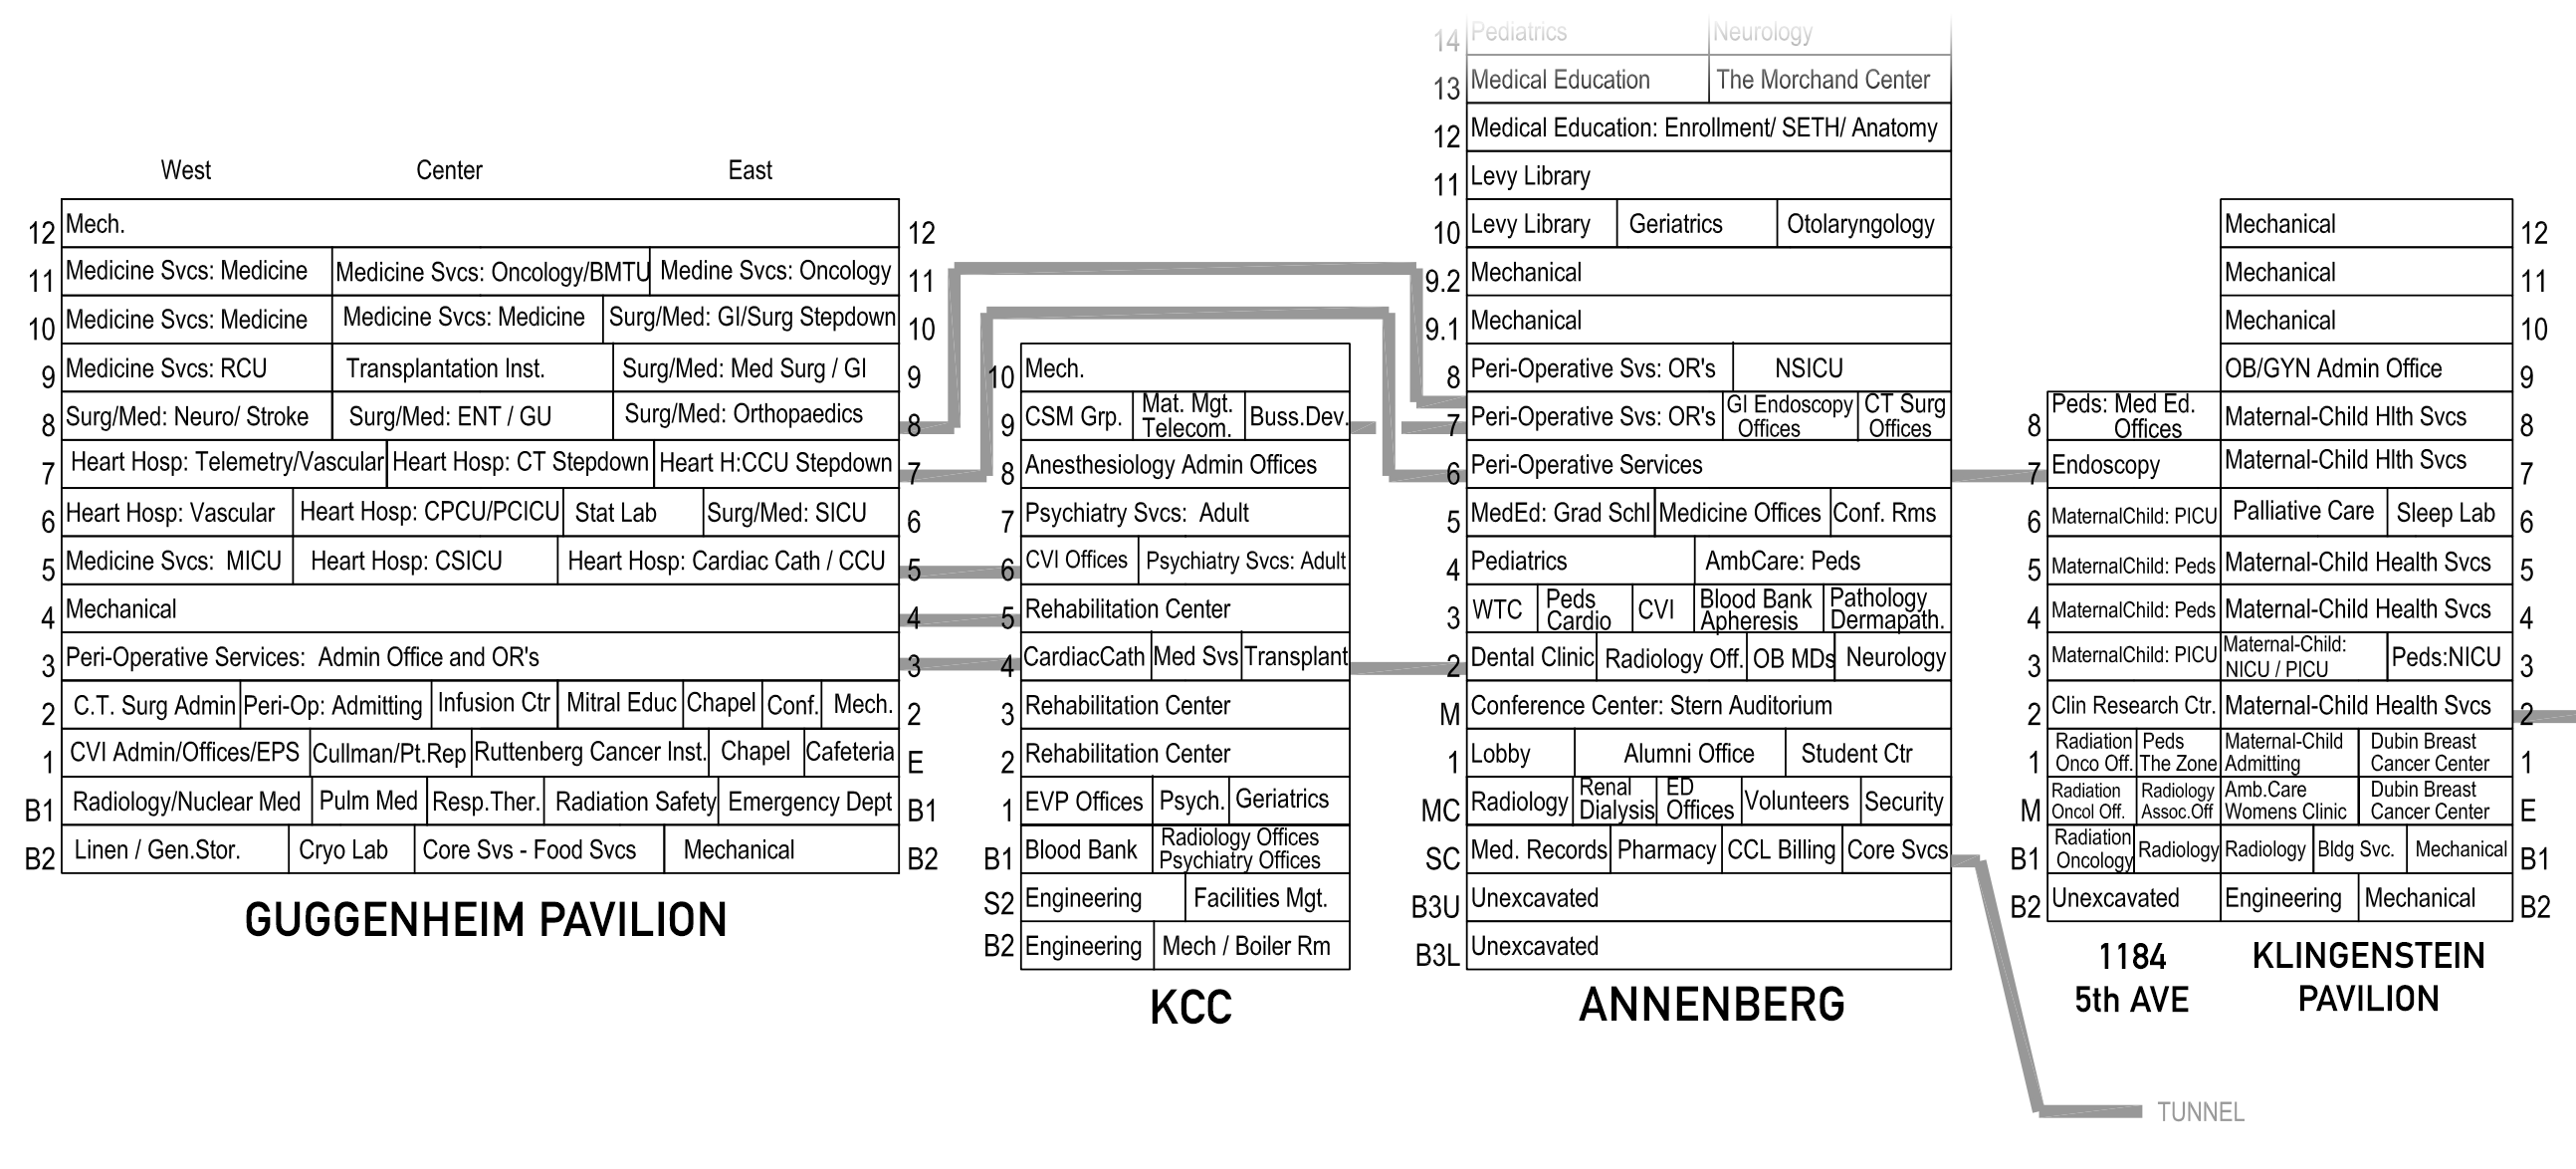 West Center East
12 Mech. 12
11 Medicine Svcs: Medicine Medicine Svcs: Oncology/BMTU Medine Svcs: Oncology 11
10 Medicine Svcs: Medicine Medicine Svcs: Medicine Surg/Med: GI/Surg Stepdown 10
9 Medicine Svcs: RCU Transplantation Inst. Surg/Med: Med Surg / GI 9
8 Surg/Med: Neuro/ Stroke Surg/Med: ENT / GU Surg/Med: Orthopaedics 8
7 Heart Hosp: Telemetry/Vascular Heart Hosp: CT Stepdown Heart H:CCU Stepdown 7
6 Heart Hosp: Vascular Heart Hosp: CPCU/PCICU Stat Lab Surg/Med: SICU 6
5 Medicine Svcs: MICU Heart Hosp: CSICU Heart Hosp: Cardiac Cath / CCU 5
4 Mechanical 4
3 Peri-Operative Services: Admin Office and OR's 3
2 C.T. Surg Admin Peri-Op: Admitting Infusion Ctr Mitral Educ Chapel Conf. Mech. 2
1 CVI Admin/Offices/EPS Cullman/Pt.Rep Ruttenberg Cancer Inst. Chapel Cafeteria E
B1 Radiology/Nuclear Med Pulm Med Resp.Ther. Radiation Safety Emergency Dept B1
B2 Linen / Gen.Stor. Cryo Lab Core Svs - Food Svcs Mechanical B2
GUGGENHEIM PAVILION
10 Mech.
9 CSM Grp. Mat. Mgt. Telecom. Buss.Dev.
8 Anesthesiology Admin Offices
7 Psychiatry Svcs: Adult
6 CVI Offices Psychiatry Svcs: Adult
5 Rehabilitation Center
4 CardiacCath Med Svs Transplant
3 Rehabilitation Center
2 Rehabilitation Center
1 EVP Offices Psych. Geriatrics
B1 Blood Bank Radiology Offices Psychiatry Offices
S2 Engineering Facilities Mgt.
B2 Engineering Mech / Boiler Rm
KCC
14 Pediatrics Neurology
13 Medical Education The Morchand Center
12 Medical Education: Enrollment/ SETH/ Anatomy
11 Levy Library
10 Levy Library Geriatrics Otolaryngology
9.2 Mechanical
9.1 Mechanical
8 Peri-Operative Svs: OR's NSICU
7 Peri-Operative Svs: OR's GI Endoscopy Offices CT Surg Offices
6 Peri-Operative Services
5 MedEd: Grad Schl Medicine Offices Conf. Rms
4 Pediatrics AmbCare: Peds
3 WTC Peds Cardio CVI Blood Bank Apheresis Pathology Dermapath.
2 Dental Clinic Radiology Off. OB MDs Neurology
M Conference Center: Stern Auditorium
1 Lobby Alumni Office Student Ctr
MC Radiology Renal Dialysis ED Offices Volunteers Security
SC Med. Records Pharmacy CCL Billing Core Svcs
B3U Unexcavated
B3L Unexcavated
ANNENBERG
Mechanical 12
Mechanical 11
Mechanical 10
OB/GYN Admin Office 9
8 Peds: Med Ed. Offices Maternal-Child Hlth Svcs 8
7 Endoscopy Maternal-Child Hlth Svcs 7
6 MaternalChild: PICU Palliative Care Sleep Lab 6
5 MaternalChild: Peds Maternal-Child Health Svcs 5
4 MaternalChild: Peds Maternal-Child Health Svcs 4
3 MaternalChild: PICU Maternal-Child: NICU / PICU Peds:NICU 3
2 Clin Research Ctr. Maternal-Child Health Svcs 2
1 Radiation Onco Off. Peds The Zone Maternal-Child Admitting Dubin Breast Cancer Center 1
M Radiation Oncol Off. Radiology Assoc.Off Amb.Care Womens Clinic Dubin Breast Cancer Center E
B1 Radiation Oncology Radiology Radiology Bldg Svc. Mechanical B1
B2 Unexcavated Engineering Mechanical B2
1184
5th AVE
KLINGENSTEIN
PAVILION
TUNNEL